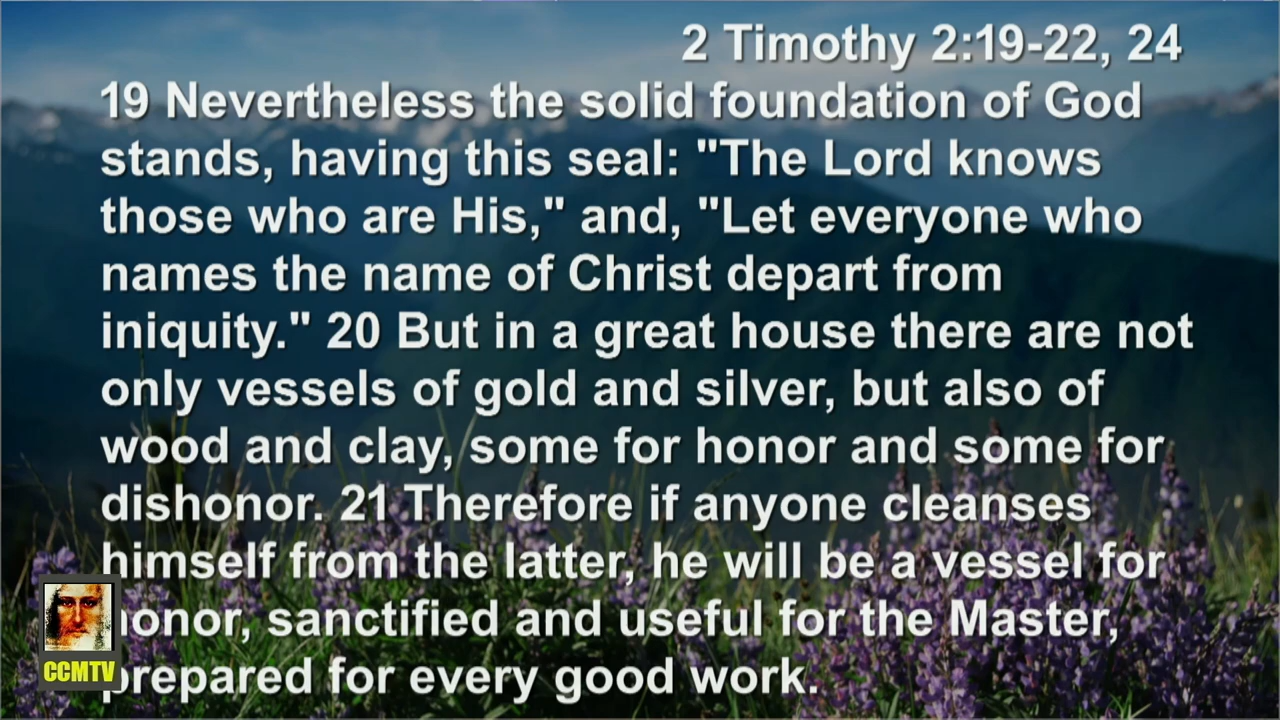 2 Timothy 2:19-22, 24
19 Nevertheless the solid foundation of God
stands, having this seal: "The Lord knows
those who are His," and, "Let everyone who
names the name of Christ depart from
iniquity." 20 But in a great house there are not
only vessels of gold and silver, but also of
wood and clay, some for honor and some for
dishonor. 21 Therefore if anyone cleanses
himself from the latter, he will be a vessel for
honor, sanctified and useful for the Master,
prepared for every good work.
CCMTV